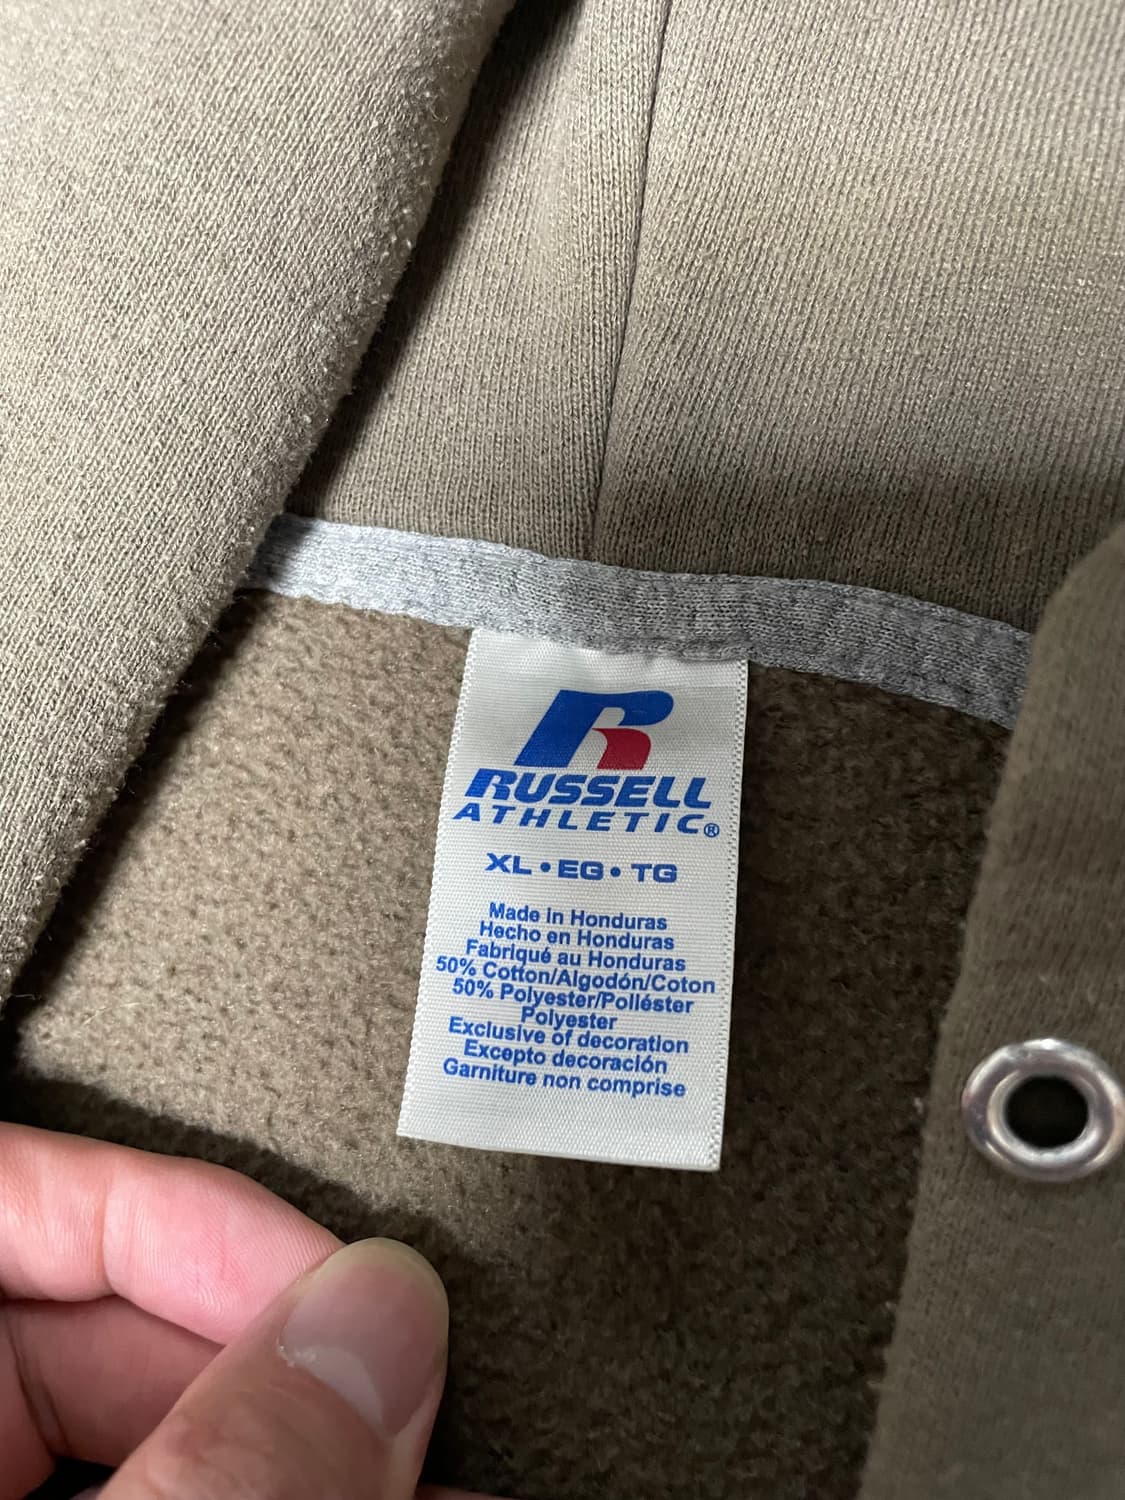 RUSSELL
ATHLETIC®
XL • EG • TG
Made in Honduras
Hecho en Honduras
Fabriqué au Honduras
50% Cotton/Algodón/Coton
50% Polyester/Poliéster
Polyester
Exclusive of decoration
Excepto decoración
Garniture non comprise